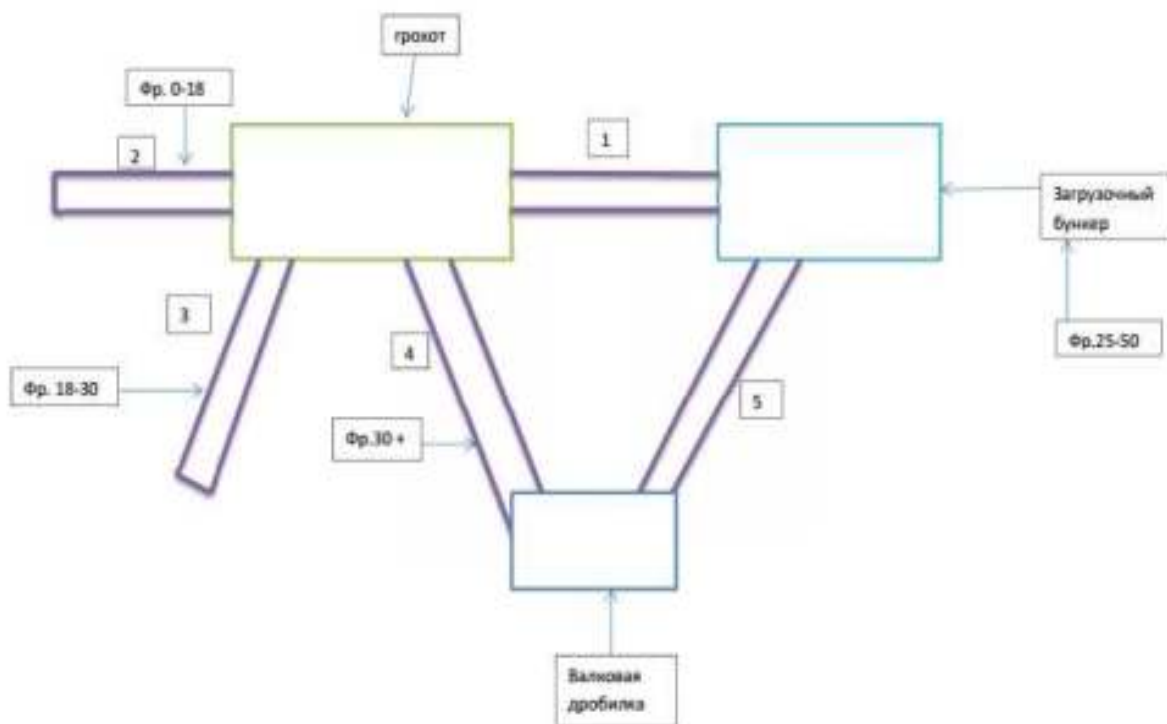 грохот
Фр. 0-18
2
1
Загрузочный
бункер
3
4
Фр.25-50
Фр. 18-30
5
Фр.30 +
Валковая
дробилка